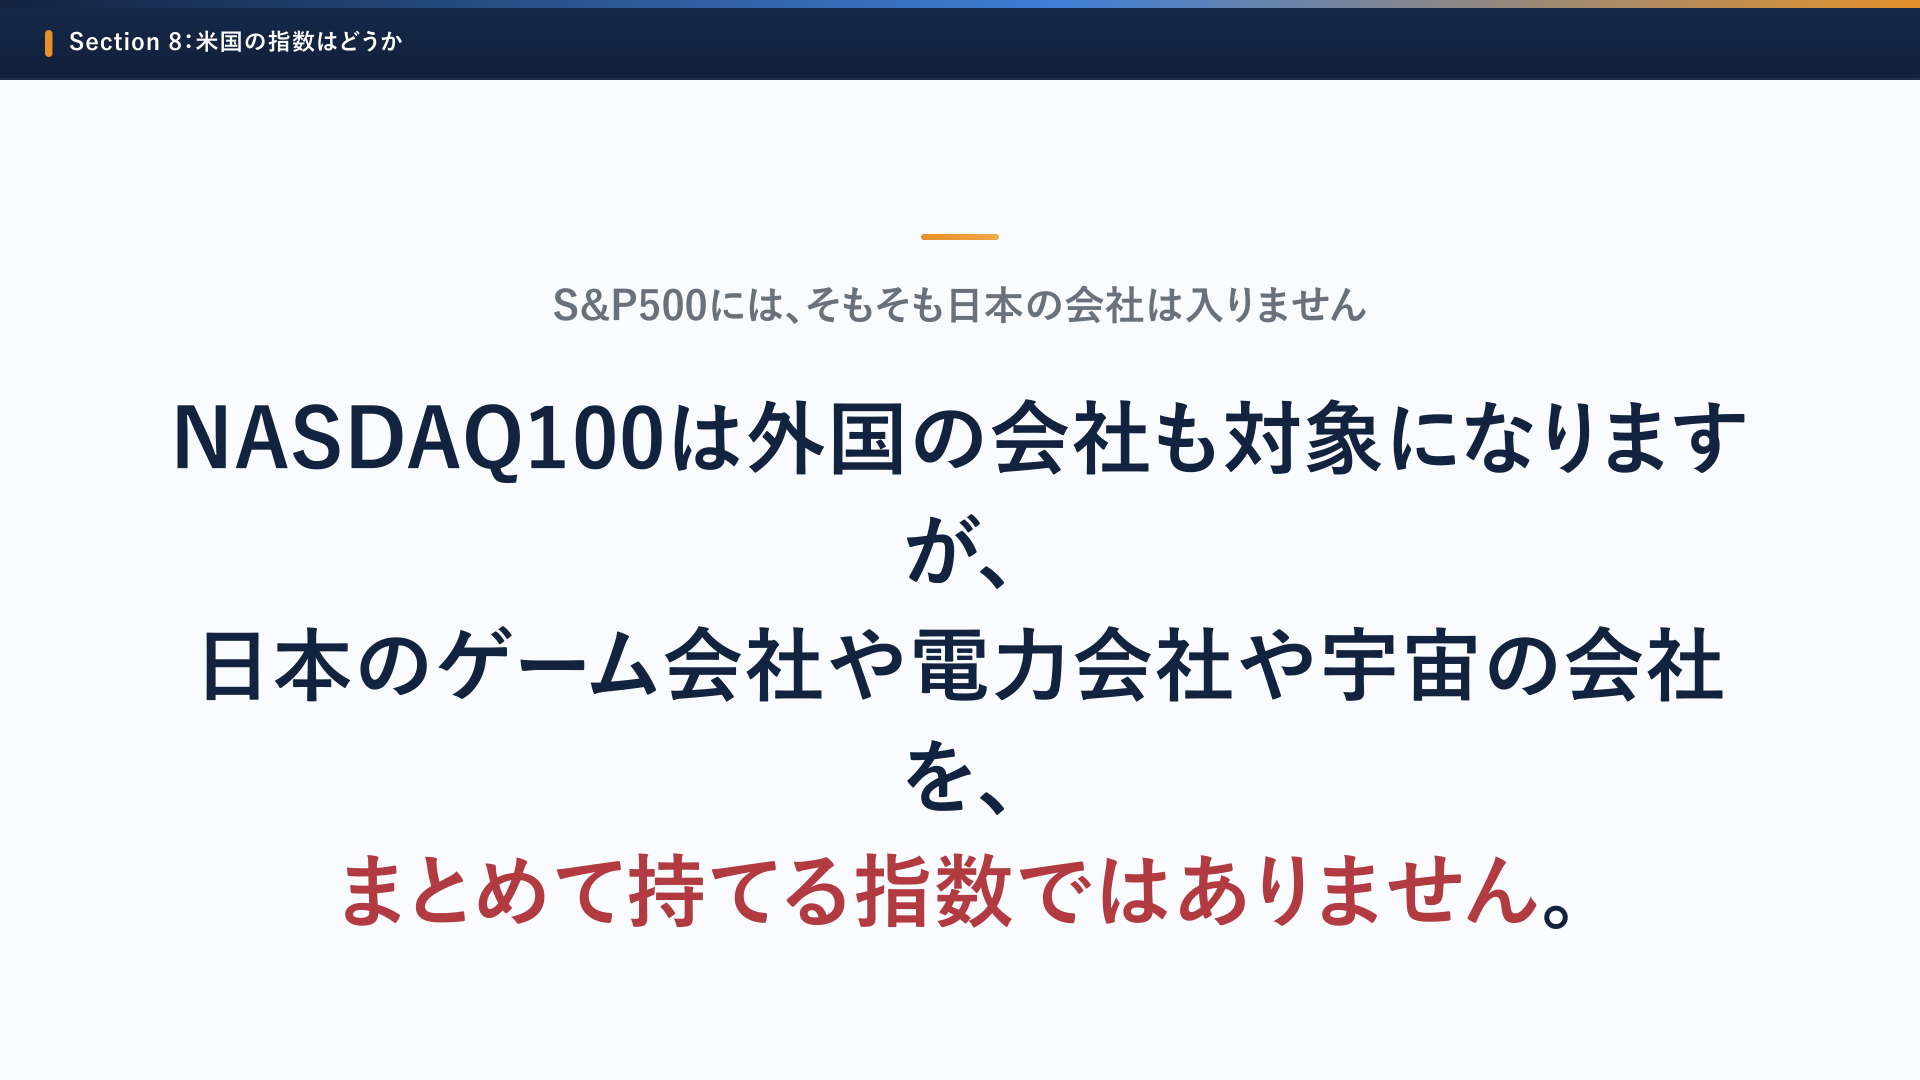 Section 8：米国の指数はどうか
S&P500には、そもそも日本の会社は入りません
NASDAQ100は外国の会社も対象になります
が、
日本のゲーム会社や電力会社や宇宙の会社
を、
まとめて持てる指数ではありません。